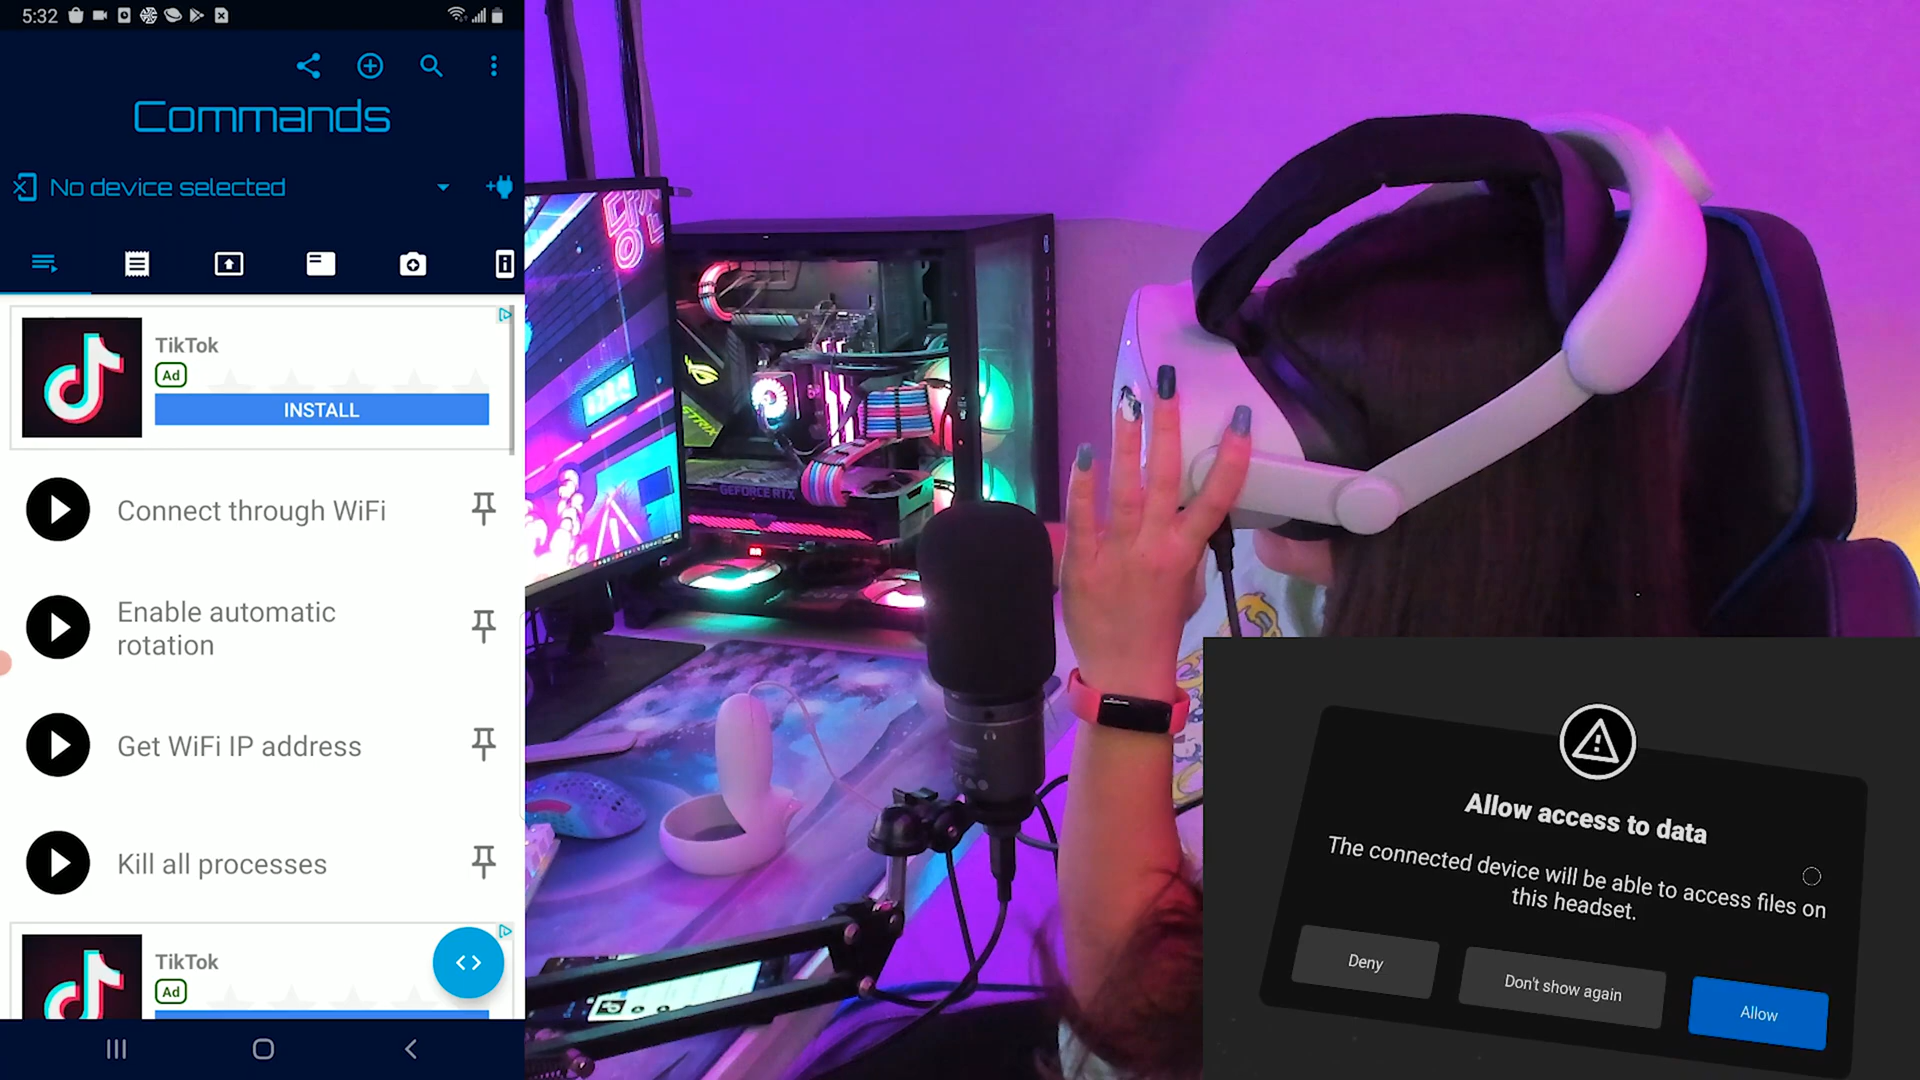 5:32
Commands
No device selected
TikTok
Ad
INSTALL
Connect through WiFi
Enable automatic
rotation
Get WiFi IP address
Kill all processes
TikTok
Ad
GEFORCE RTX
Allow access to data
The connected device will be able to access files on
this headset.
Deny
Don't show again
Allow